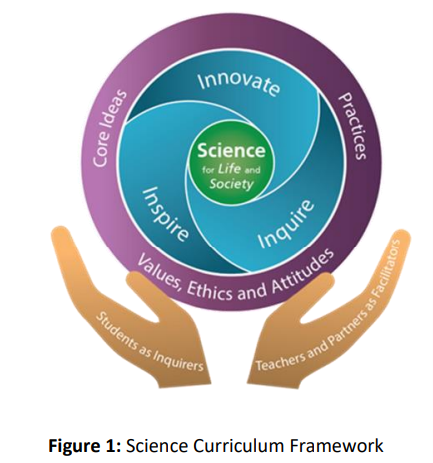 Innovate
Core Ideas
Practices
Science
for Life and
Society
Inspire
Inquire
Values, Ethics and Attitudes
Students as Inquirers
Teachers and Partners as Facilitators
Figure 1: Science Curriculum Framework